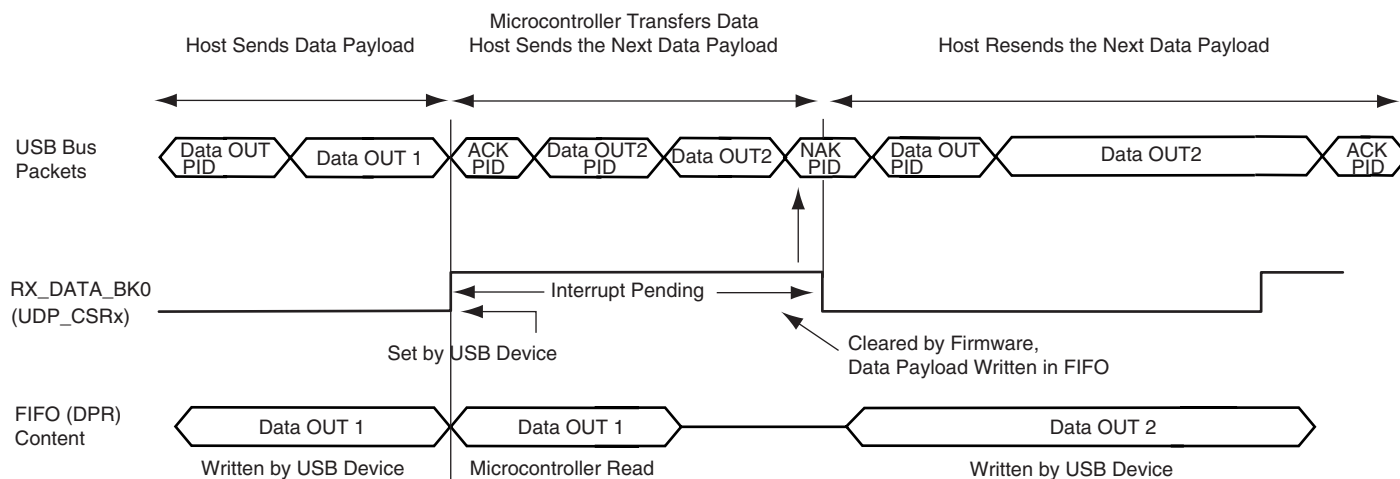 Host Sends Data Payload
Microcontroller Transfers Data
Host Sends the Next Data Payload
Host Resends the Next Data Payload
USB Bus
Packets
Data OUT
PID
Data OUT 1
ACK
PID
Data OUT2
PID
Data OUT2
NAK
PID
Data OUT
PID
Data OUT2
ACK
PID
RX_DATA_BK0
(UDP_CSRx)
Interrupt Pending
Set by USB Device
Cleared by Firmware,
Data Payload Written in FIFO
FIFO (DPR)
Content
Data OUT 1
Data OUT 1
Data OUT 2
Written by USB Device
Microcontroller Read
Written by USB Device